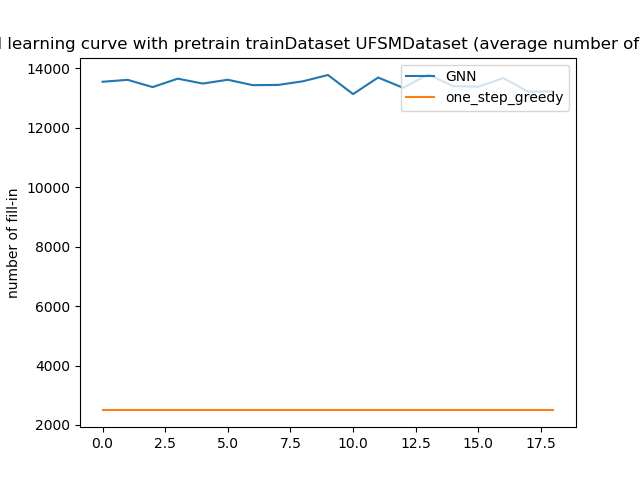 learning curve with pretrain trainDataset UFSMDataset (average number of
GNN
one_step_greedy
number of fill-in
14000
12000
10000
8000
6000
4000
2000
0.0 2.5 5.0 7.5 10.0 12.5 15.0 17.5